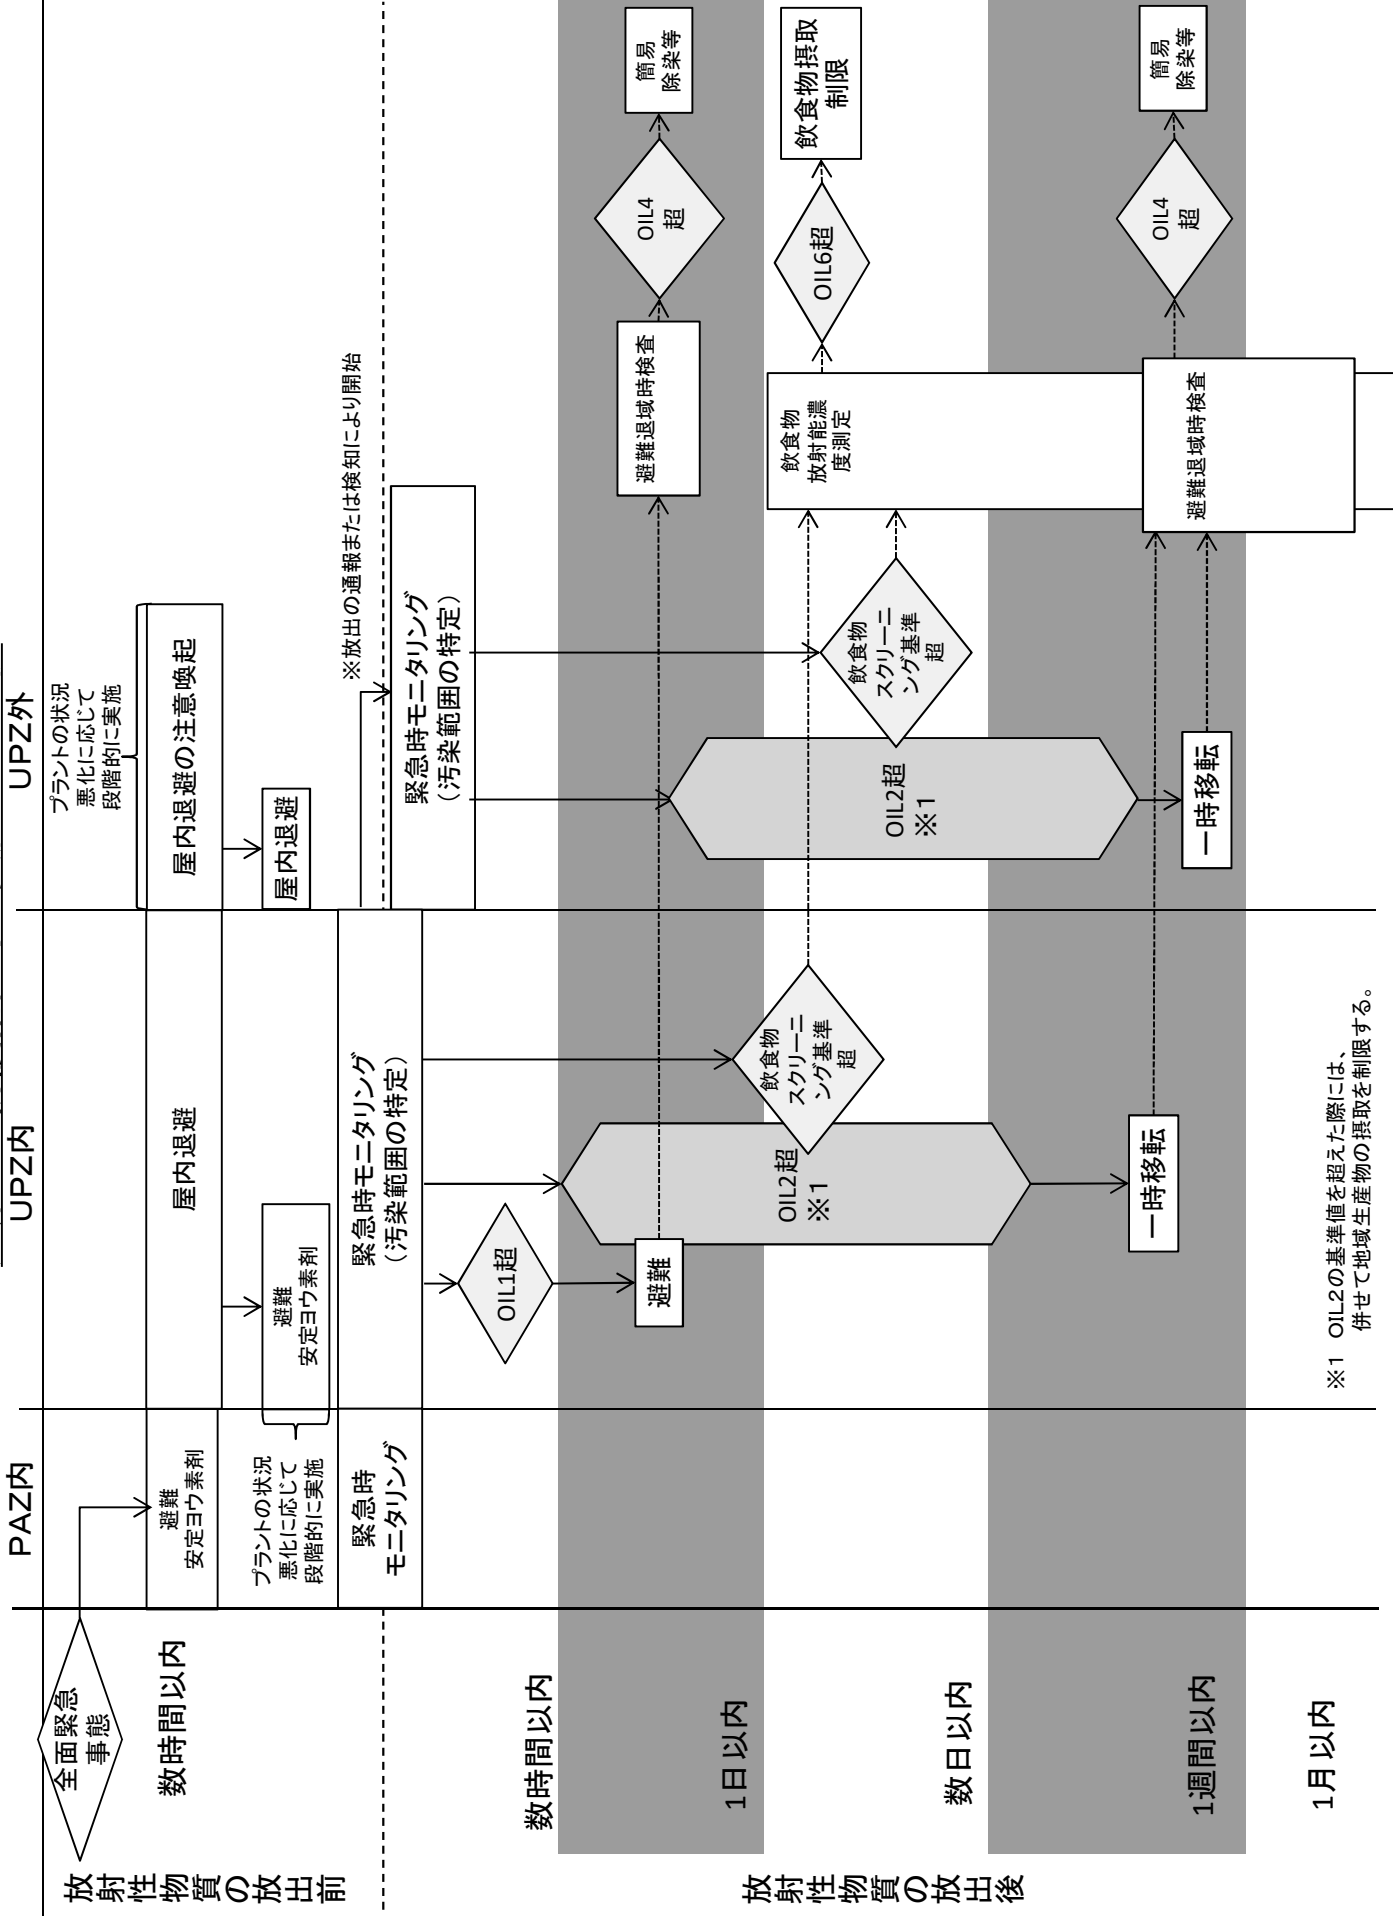 PAZ内
UPZ内
UPZ外
放射性物質の放出前
全面緊急
事態
数時間以内
避難
安定ヨウ素剤
屋内退避
プラントの状況
悪化に応じて
段階的に実施
屋内退避の注意喚起
プラントの状況
悪化に応じて
段階的に実施
避難
安定ヨウ素剤
屋内退避
※放出の通報または検知により開始
緊急時
モニタリング
緊急時モニタリング
（汚染範囲の特定）
緊急時モニタリング
（汚染範囲の特定）
放射性物質の放出後
数時間以内
OIL1超
1日以内
避難
避難退域時検査
OIL4
超
簡易
除染等
数日以内
OIL2超
※1
飲食物
スクリーニ
ング基準
超
OIL2超
※1
飲食物
スクリーニ
ング基準
超
飲食物
放射能濃
度測定
OIL6超
飲食物摂取
制限
1週間以内
一時移転
一時移転
避難退域時検査
OIL4
超
簡易
除染等
1月以内
※1　OIL2の基準値を超えた際には、
併せて地域生産物の摂取を制限する。